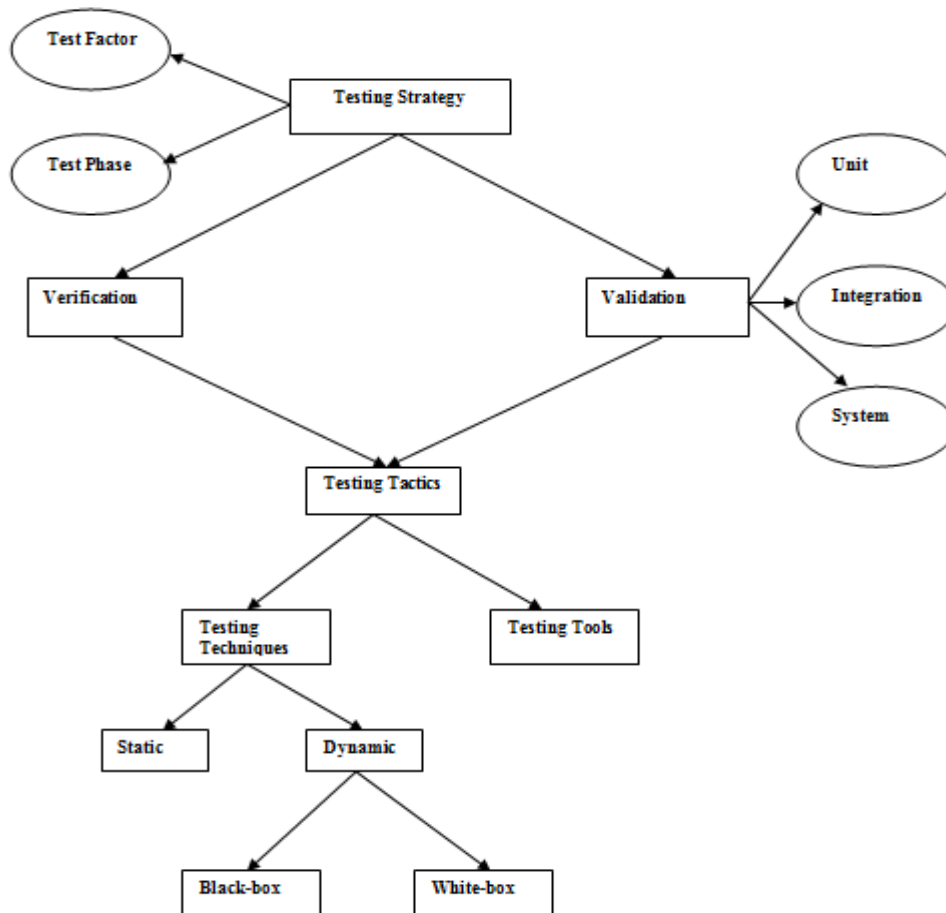 Test Factor
Testing Strategy
Test Phase
Unit
Verification
Validation
Integration
System
Testing Tactics
Testing
Techniques
Testing Tools
Static
Dynamic
Black-box
White-box